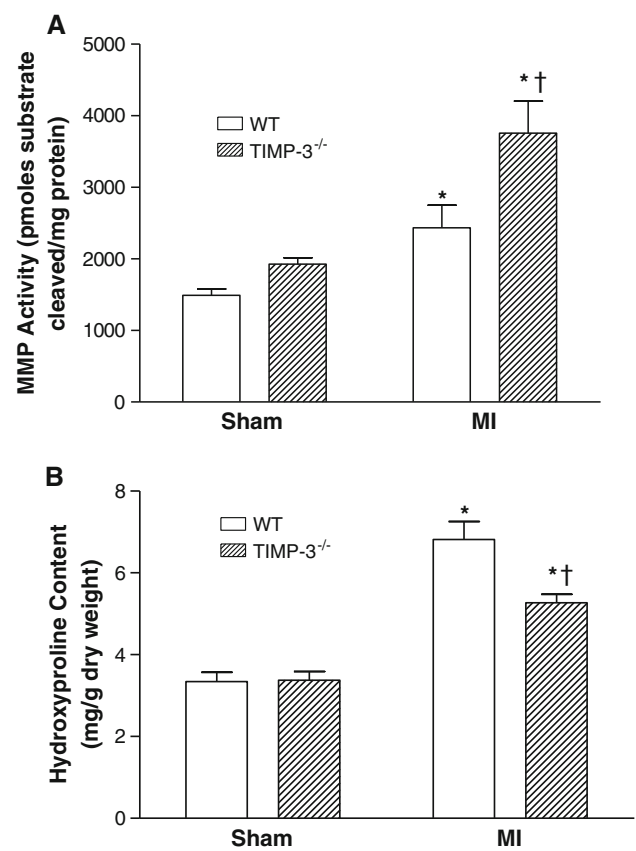 A
MMP Activity (pmoles substrate
cleaved/mg protein)
5000
4000
3000
2000
1000
0
WT
TIMP-3-/-
*
*†
Sham
MI
B
Hydroxyproline Content
(mg/g dry weight)
8
6
4
2
0
WT
TIMP-3-/-
*
*†
Sham
MI